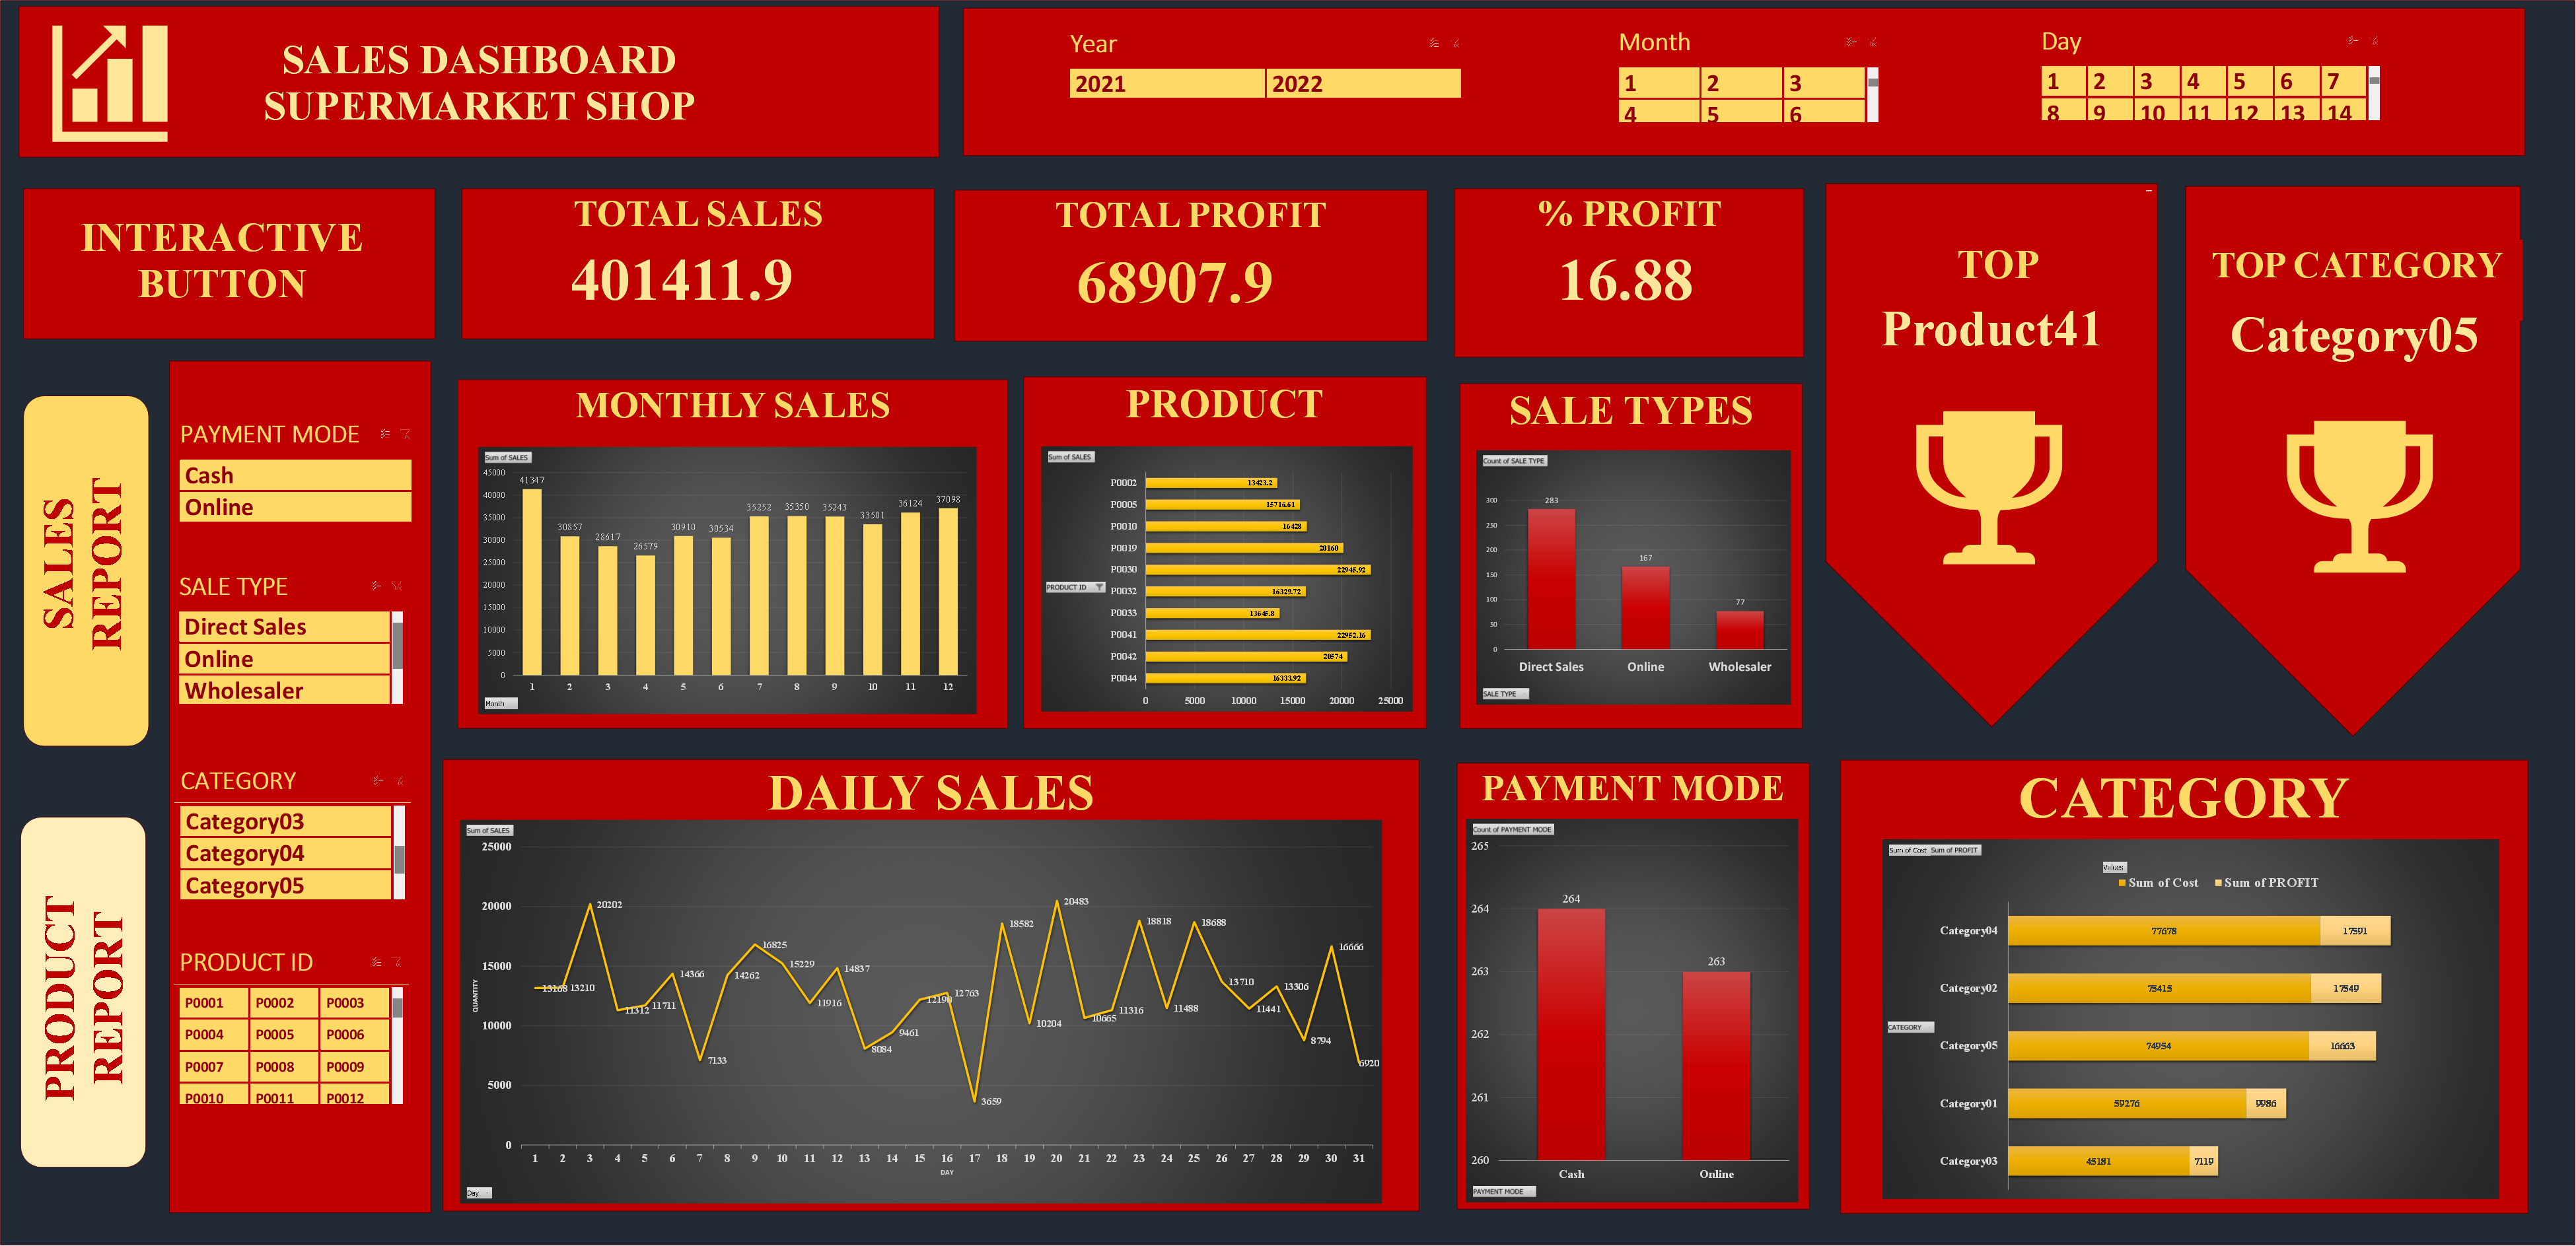 SALES DASHBOARD
SUPERMARKET SHOP
Year
2021 2022
Month
1 2 3
4 5 6
Day
1 2 3 4 5 6 7
8 9 10 11 12 13 14
INTERACTIVE
BUTTON
TOTAL SALES
401411.9
TOTAL PROFIT
68907.9
% PROFIT
16.88
TOP
Product41
TOP CATEGORY
Category05
SALES
REPORT
PRODUCT
REPORT
PAYMENT MODE
Cash
Online
SALE TYPE
Direct Sales
Online
Wholesaler
CATEGORY
Category03
Category04
Category05
PRODUCT ID
P0001 P0002 P0003
P0004 P0005 P0006
P0007 P0008 P0009
P0010 P0011 P0012
MONTHLY SALES
Sum of SALES
45000
40000
35000
30000
25000
20000
15000
10000
5000
0
41347 30857 28617 26579 30910 30534 35252 35350 35243 33501 36124 37098
1 2 3 4 5 6 7 8 9 10 11 12
Month
PRODUCT
Sum of SALES
PRODUCT ID
P0002 13423.2
P0005 15716.61
P0010 16428
P0019 20160
P0030 22945.92
P0032 16329.72
P0033 13645.8
P0041 22952.16
P0042 20574
P0044 16333.92
0 5000 10000 15000 20000 25000
SALE TYPES
Count of SALE TYPE
300
250
200
150
100
50
0
283 167 77
Direct Sales Online Wholesaler
SALE TYPE
DAILY SALES
Sum of SALES
25000
20000
15000
10000
5000
0
QUANTITY
13168 13210 20202 11312 11711 14366 7133 14262 16825 15229 11916 14837 8084 9461 12190 12763 3659 18582 10204 20483 10665 11316 18818 11488 18688 13710 11441 13306 8794 16666 6920
1 2 3 4 5 6 7 8 9 10 11 12 13 14 15 16 17 18 19 20 21 22 23 24 25 26 27 28 29 30 31
DAY
Day
PAYMENT MODE
Count of PAYMENT MODE
265
264
263
262
261
260
264 263
Cash Online
PAYMENT MODE
CATEGORY
Sum of Cost Sum of PROFIT
Values
Sum of Cost Sum of PROFIT
CATEGORY
Category04 77678 17591
Category02 75415 17549
Category05 74954 16663
Category01 59276 9986
Category03 45181 7119